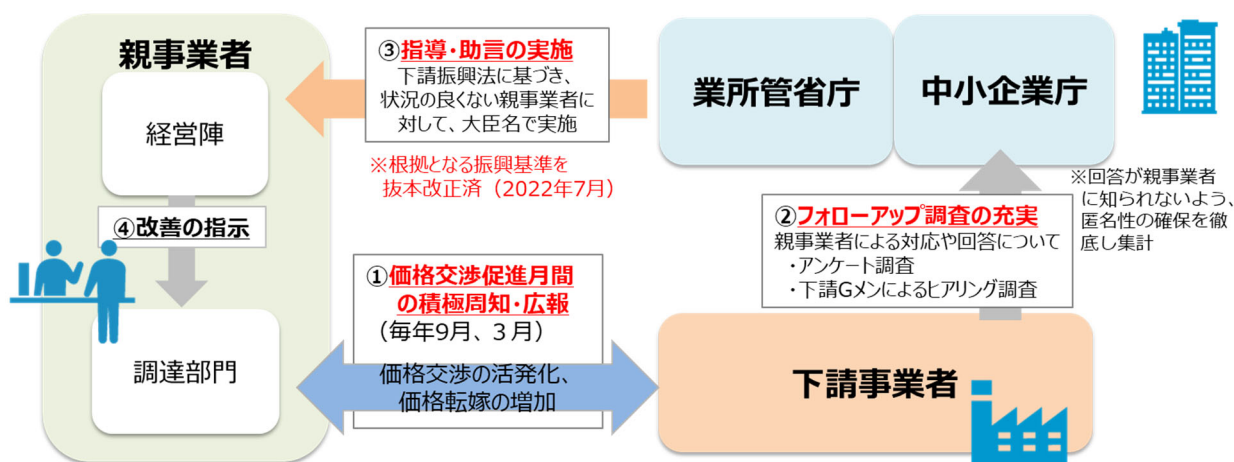 親事業者
経営陣
④改善の指示
調達部門
③指導・助言の実施
下請振興法に基づき、
状況の良くない親事業者に
対して、大臣名で実施
※根拠となる振興基準を
抜本改正済（2022年7月）
①価格交渉促進月間
の積極周知・広報
（毎年9月、３月）
価格交渉の活発化、
価格転嫁の増加
業所管省庁
中小企業庁
②フォローアップ調査の充実
親事業者による対応や回答について
・アンケート調査
・下請Gメンによるヒアリング調査
※回答が親事業者
に知られないよう、
匿名性の確保を徹
底し集計
下請事業者